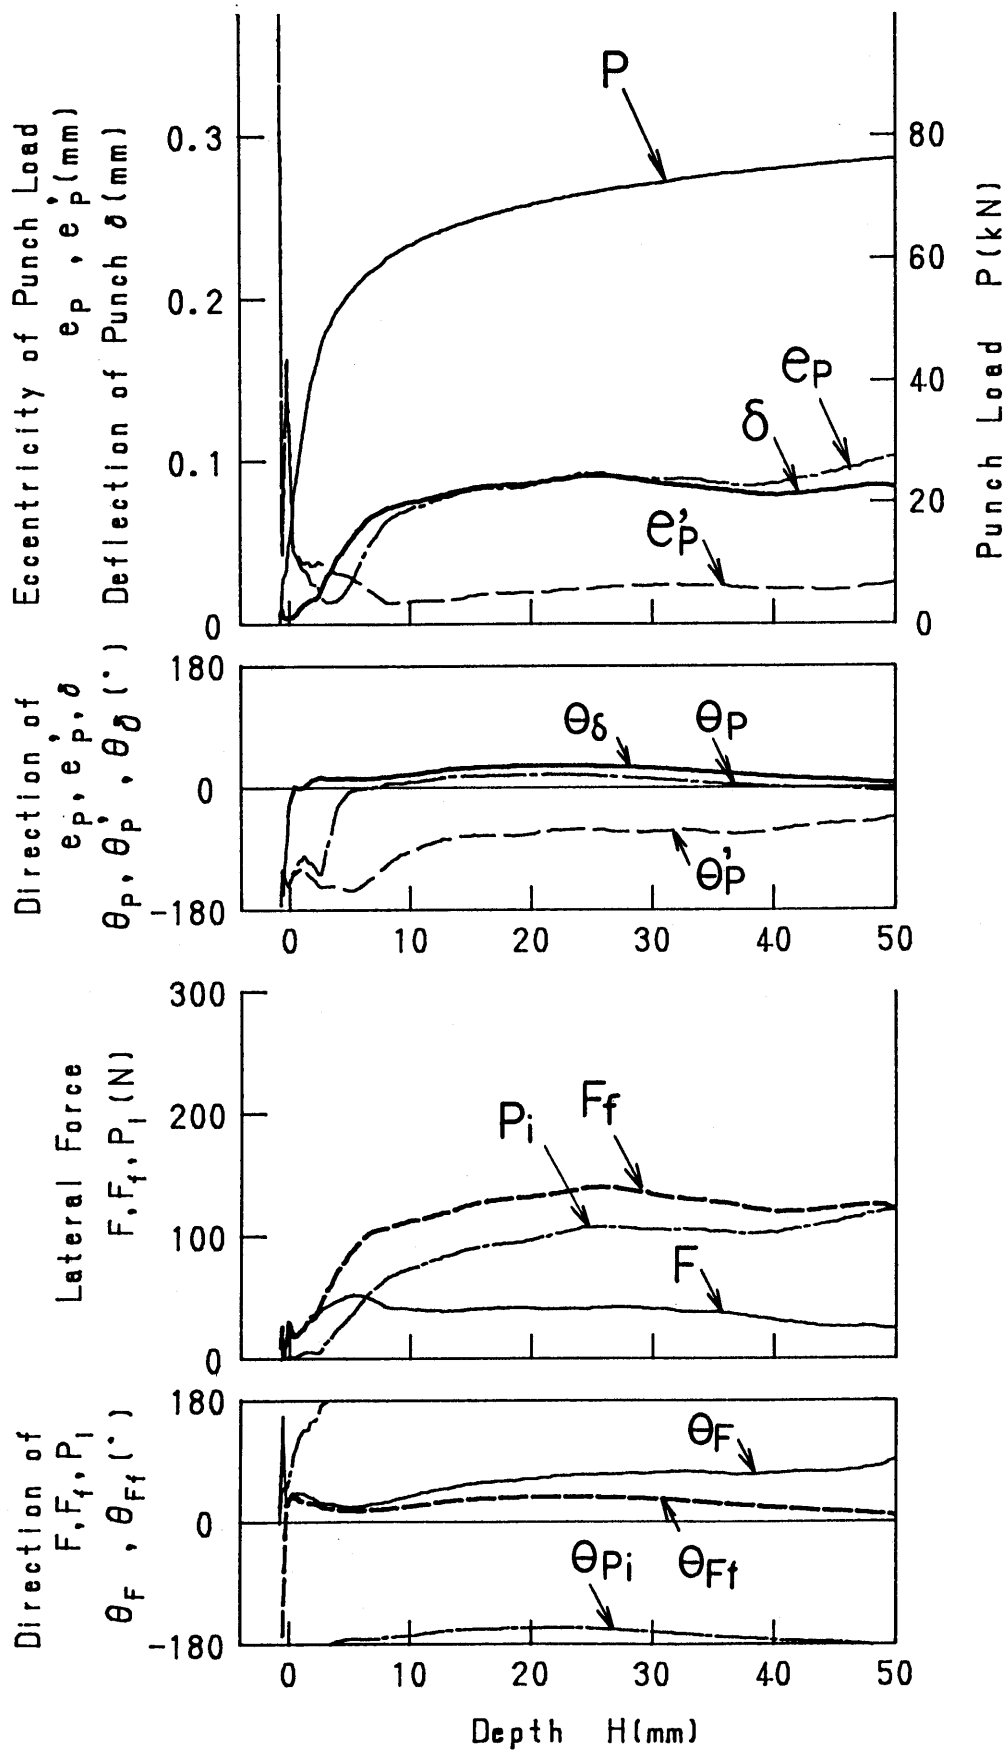 Eccentricity of Punch Load
eP , e'P (mm)
Deflection of Punch δ(mm)
0.3
0.2
0.1
0
80
60
40
20
0
Punch Load P(kN)
P
eP
δ
e'P
Direction of
eP, e'P, δ
θP, θ'P, θδ (°)
180
0
-180
θδ
θP
θ'P
0 10 20 30 40 50
Lateral Force
F, Ff, Pi (N)
300
200
100
0
Pi
Ff
F
Direction of
F, Ff, Pi
θF , θFf (°)
180
0
-180
θF
θPi
θFf
0 10 20 30 40 50
Depth H(mm)